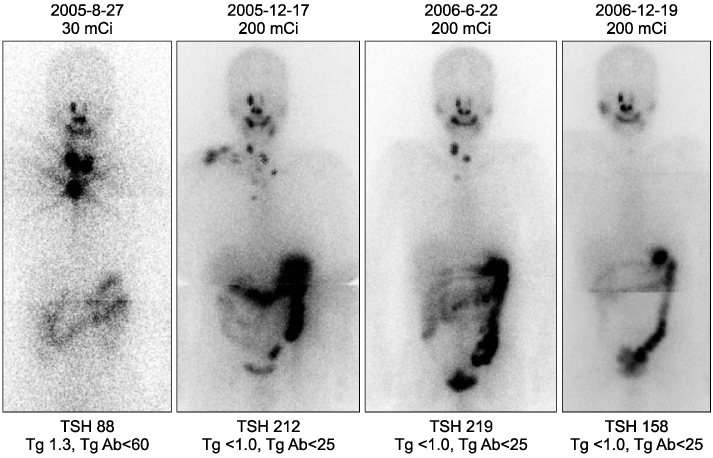 2005-8-27
30 mCi
2005-12-17
200 mCi
2006-6-22
200 mCi
2006-12-19
200 mCi
TSH 88
Tg 1.3, Tg Ab<60
TSH 212
Tg <1.0, Tg Ab<25
TSH 219
Tg <1.0, Tg Ab<25
TSH 158
Tg <1.0, Tg Ab<25